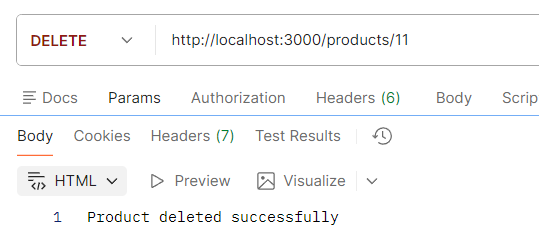 DELETE http://localhost:3000/products/11
Docs Params Authorization Headers (6) Body Scrip
Body Cookies Headers (7) Test Results
HTML Preview Visualize
1 Product deleted successfully